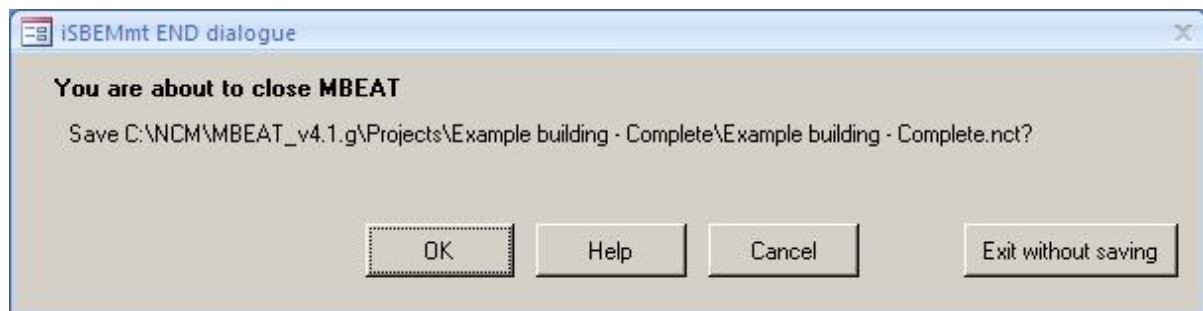 iSBEMmt END dialogue
You are about to close MBEAT
Save C:\NCM\MBEAT_v4.1.g\Projects\Example building - Complete\Example building - Complete.nct?
OK Help Cancel Exit without saving